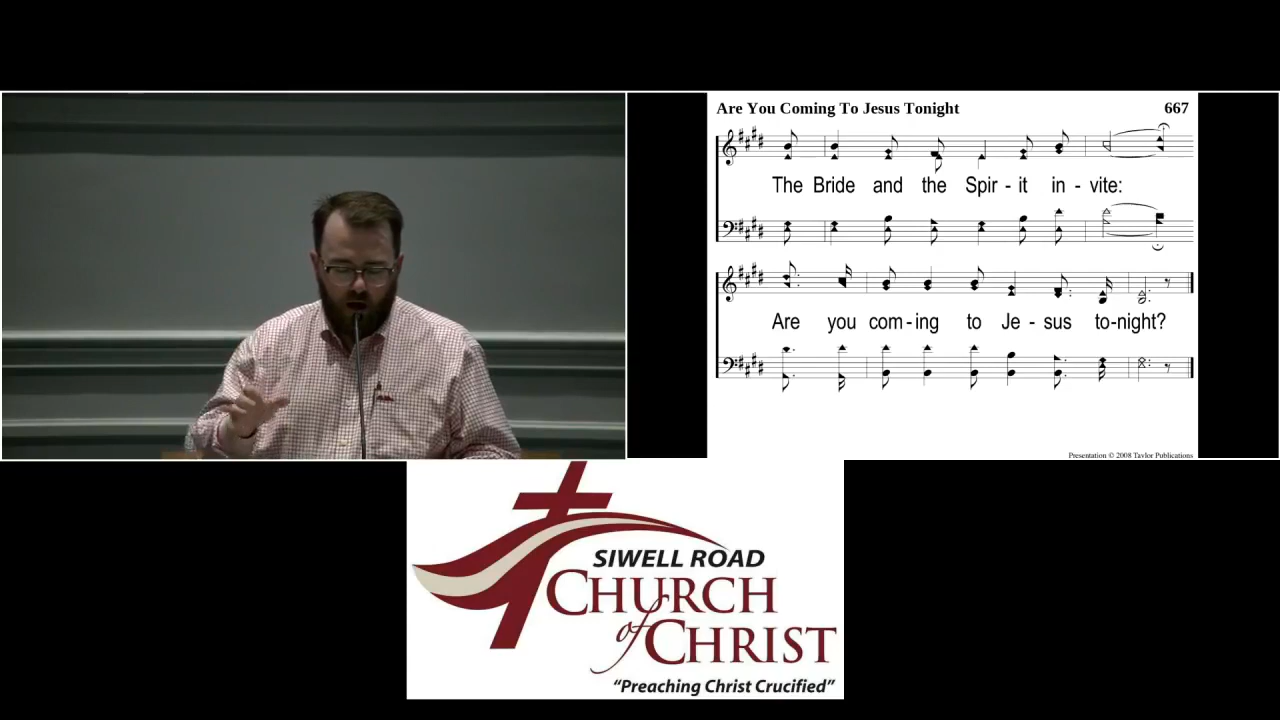 Are You Coming To Jesus Tonight 667
The Bride and the Spir - it in - vite:
Are you com - ing to Je - sus to-night?
Presentation © 2008 Taylor Publications
SIWELL ROAD
CHURCH
of CHRIST
“Preaching Christ Crucified”